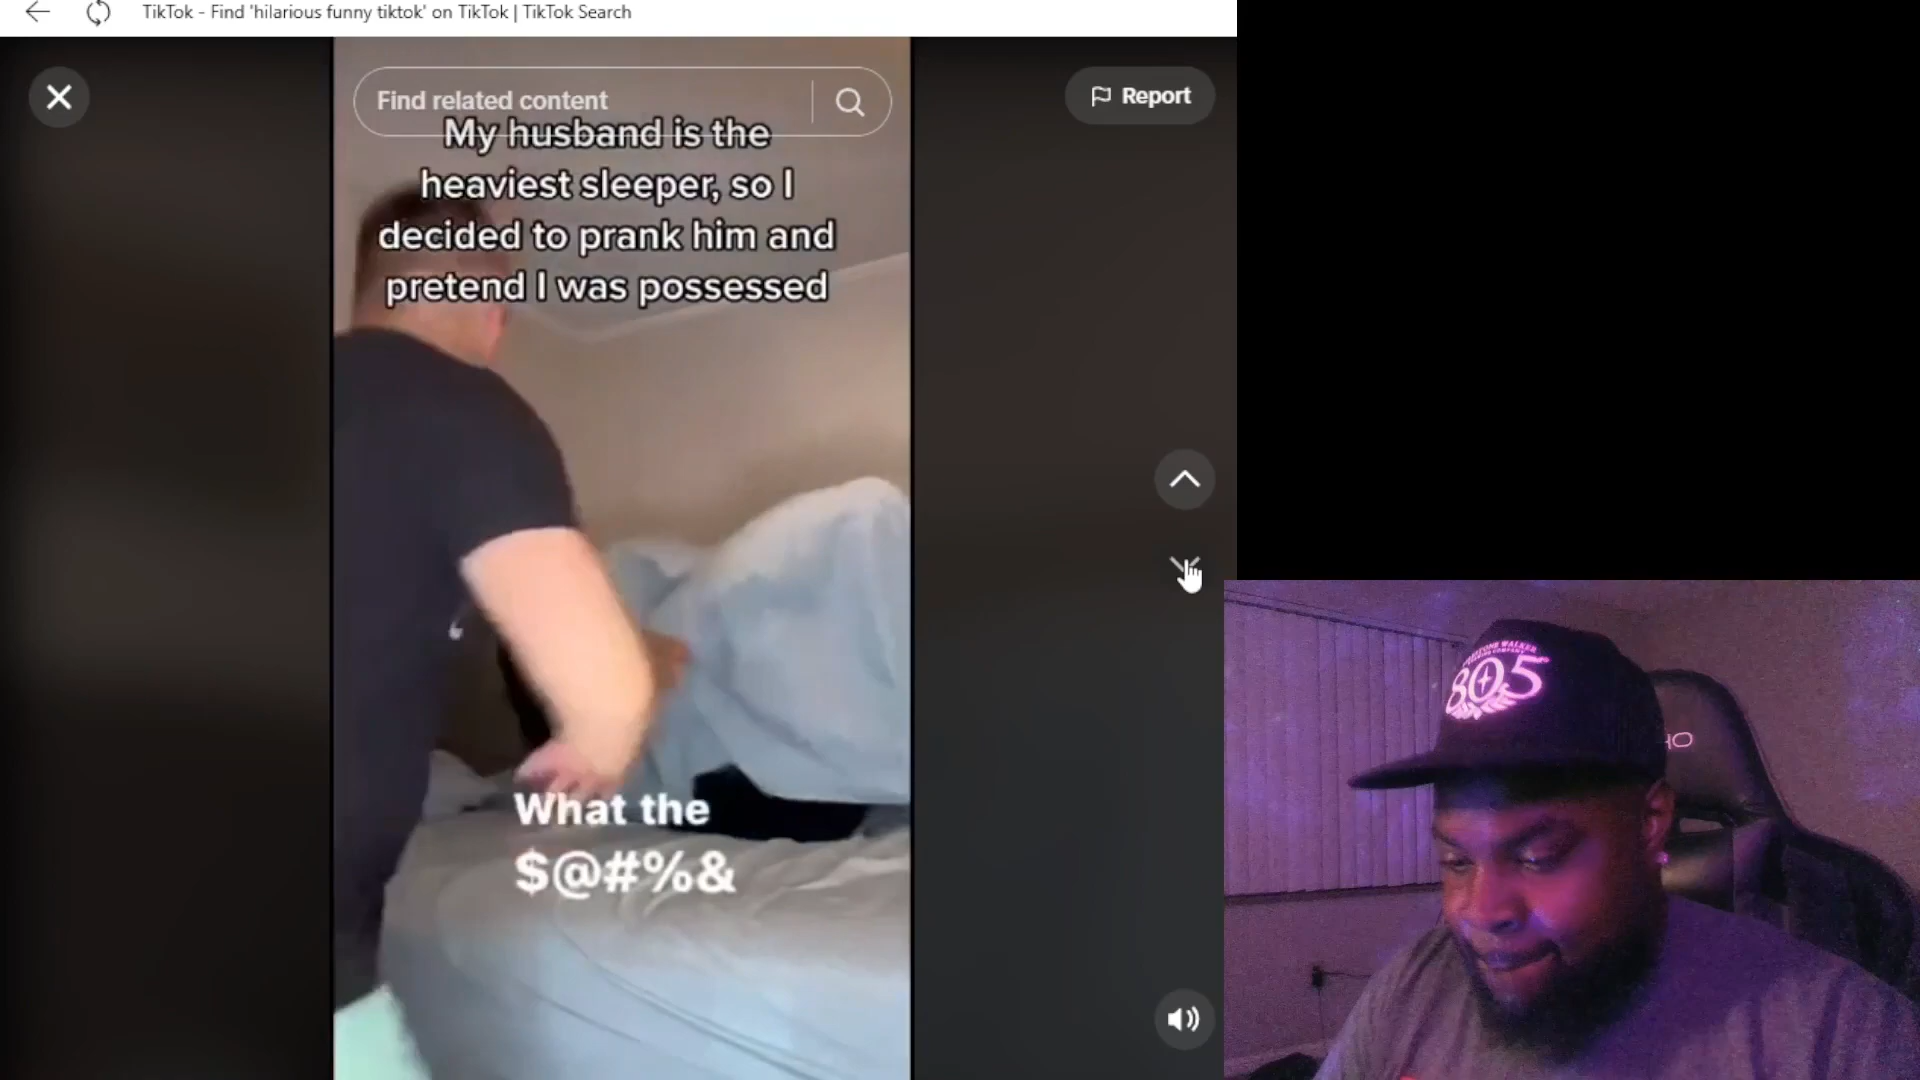 TikTok - Find 'hilarious funny tiktok' on TikTok | TikTok Search
Find related content
Report
My husband is the
heaviest sleeper, so I
decided to prank him and
pretend I was possessed
What the
$@#%&
805